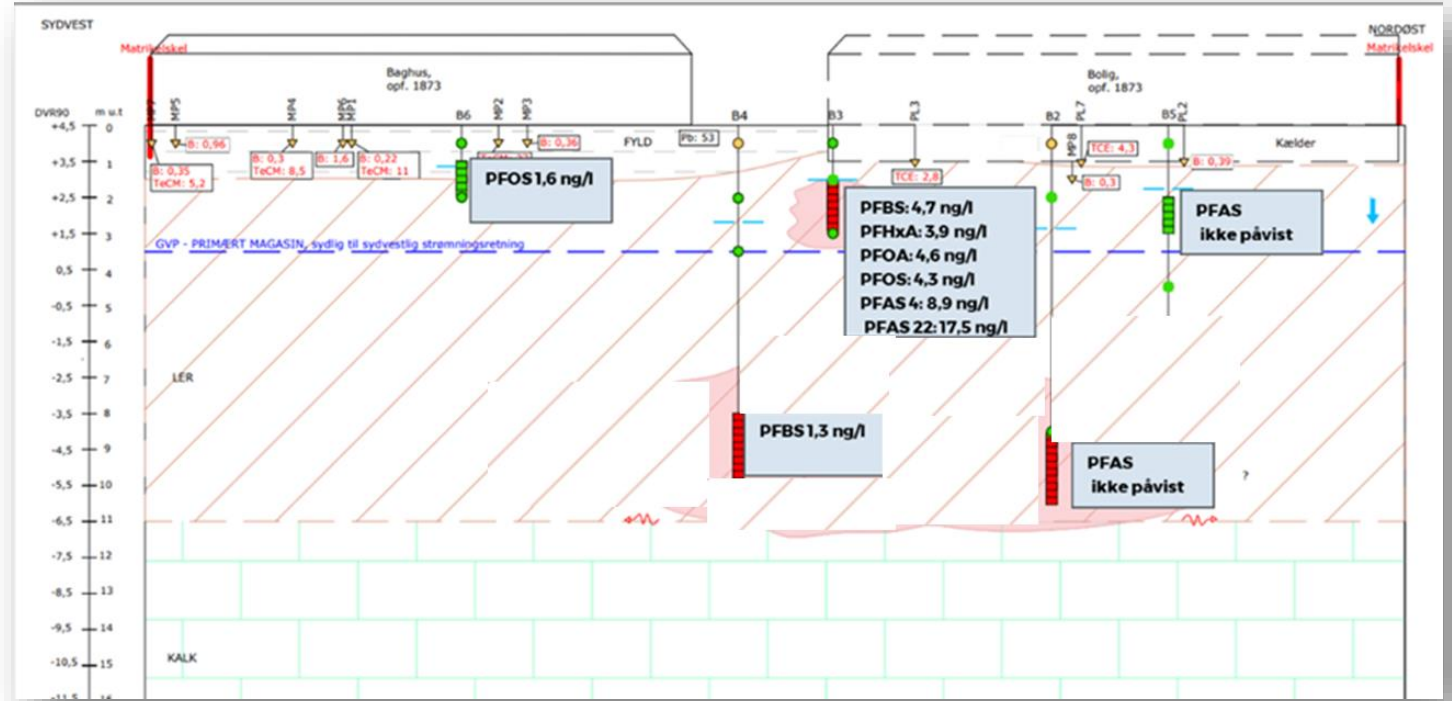 SYDVEST
NORDØST
Matrikelskel
Matrikelskel
Baghus,
opf. 1873
Bolig,
opf. 1873
DVR90
m u.t
MP7
MP5
MP4
MP6
MP1
B6
MP2
MP3
B4
B3
PL3
B2
MP8
PL7
B5
PL2
+4,5
0
+3,5
1
+2,5
2
+1,5
3
0,5
4
-0,5
5
-1,5
6
-2,5
7
-3,5
8
-4,5
9
-5,5
10
-6,5
11
-7,5
12
-8,5
13
-9,5
14
-10,5
15
-11,5
B: 0,96
B: 0,35
TeCM: 5,2
B: 0,3
TeCM: 8,5
B: 1,6
B: 0,22
TeCM: 11
B: 0,36
FYLD
Pb: 53
TCE: 2,8
TCE: 4,3
B: 0,3
B: 0,39
Kælder
PFOS 1,6 ng/l
PFBS: 4,7 ng/l
PFHxA: 3,9 ng/l
PFOA: 4,6 ng/l
PFOS: 4,3 ng/l
PFAS 4: 8,9 ng/l
PFAS 22: 17,5 ng/l
PFAS
ikke påvist
GVP - PRIMÆRT MAGASIN, sydlig til sydvestlig strømningsretning
LER
PFBS 1,3 ng/l
PFAS
ikke påvist
?
KALK